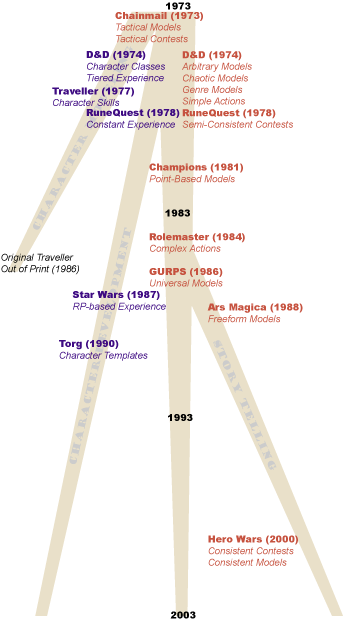 1973
Chainmail (1973)
Tactical Models
Tactical Contests
D&D (1974)
Character Classes
Tiered Experience
D&D (1974)
Arbitrary Models
Chaotic Models
Genre Models
Simple Actions
Traveller (1977)
Character Skills
RuneQuest (1978)
Constant Experience
RuneQuest (1978)
Semi-Consistent Contests
CHARACTER
Champions (1981)
Point-Based Models
1983
Rolemaster (1984)
Complex Actions
Original Traveller
Out of Print (1986)
GURPS (1986)
Universal Models
CHARACTER DEVELOPMENT
Star Wars (1987)
RP-based Experience
Ars Magica (1988)
Freeform Models
Torg (1990)
Character Templates
STORY TELLING
1993
Hero Wars (2000)
Consistent Contests
Consistent Models
2003